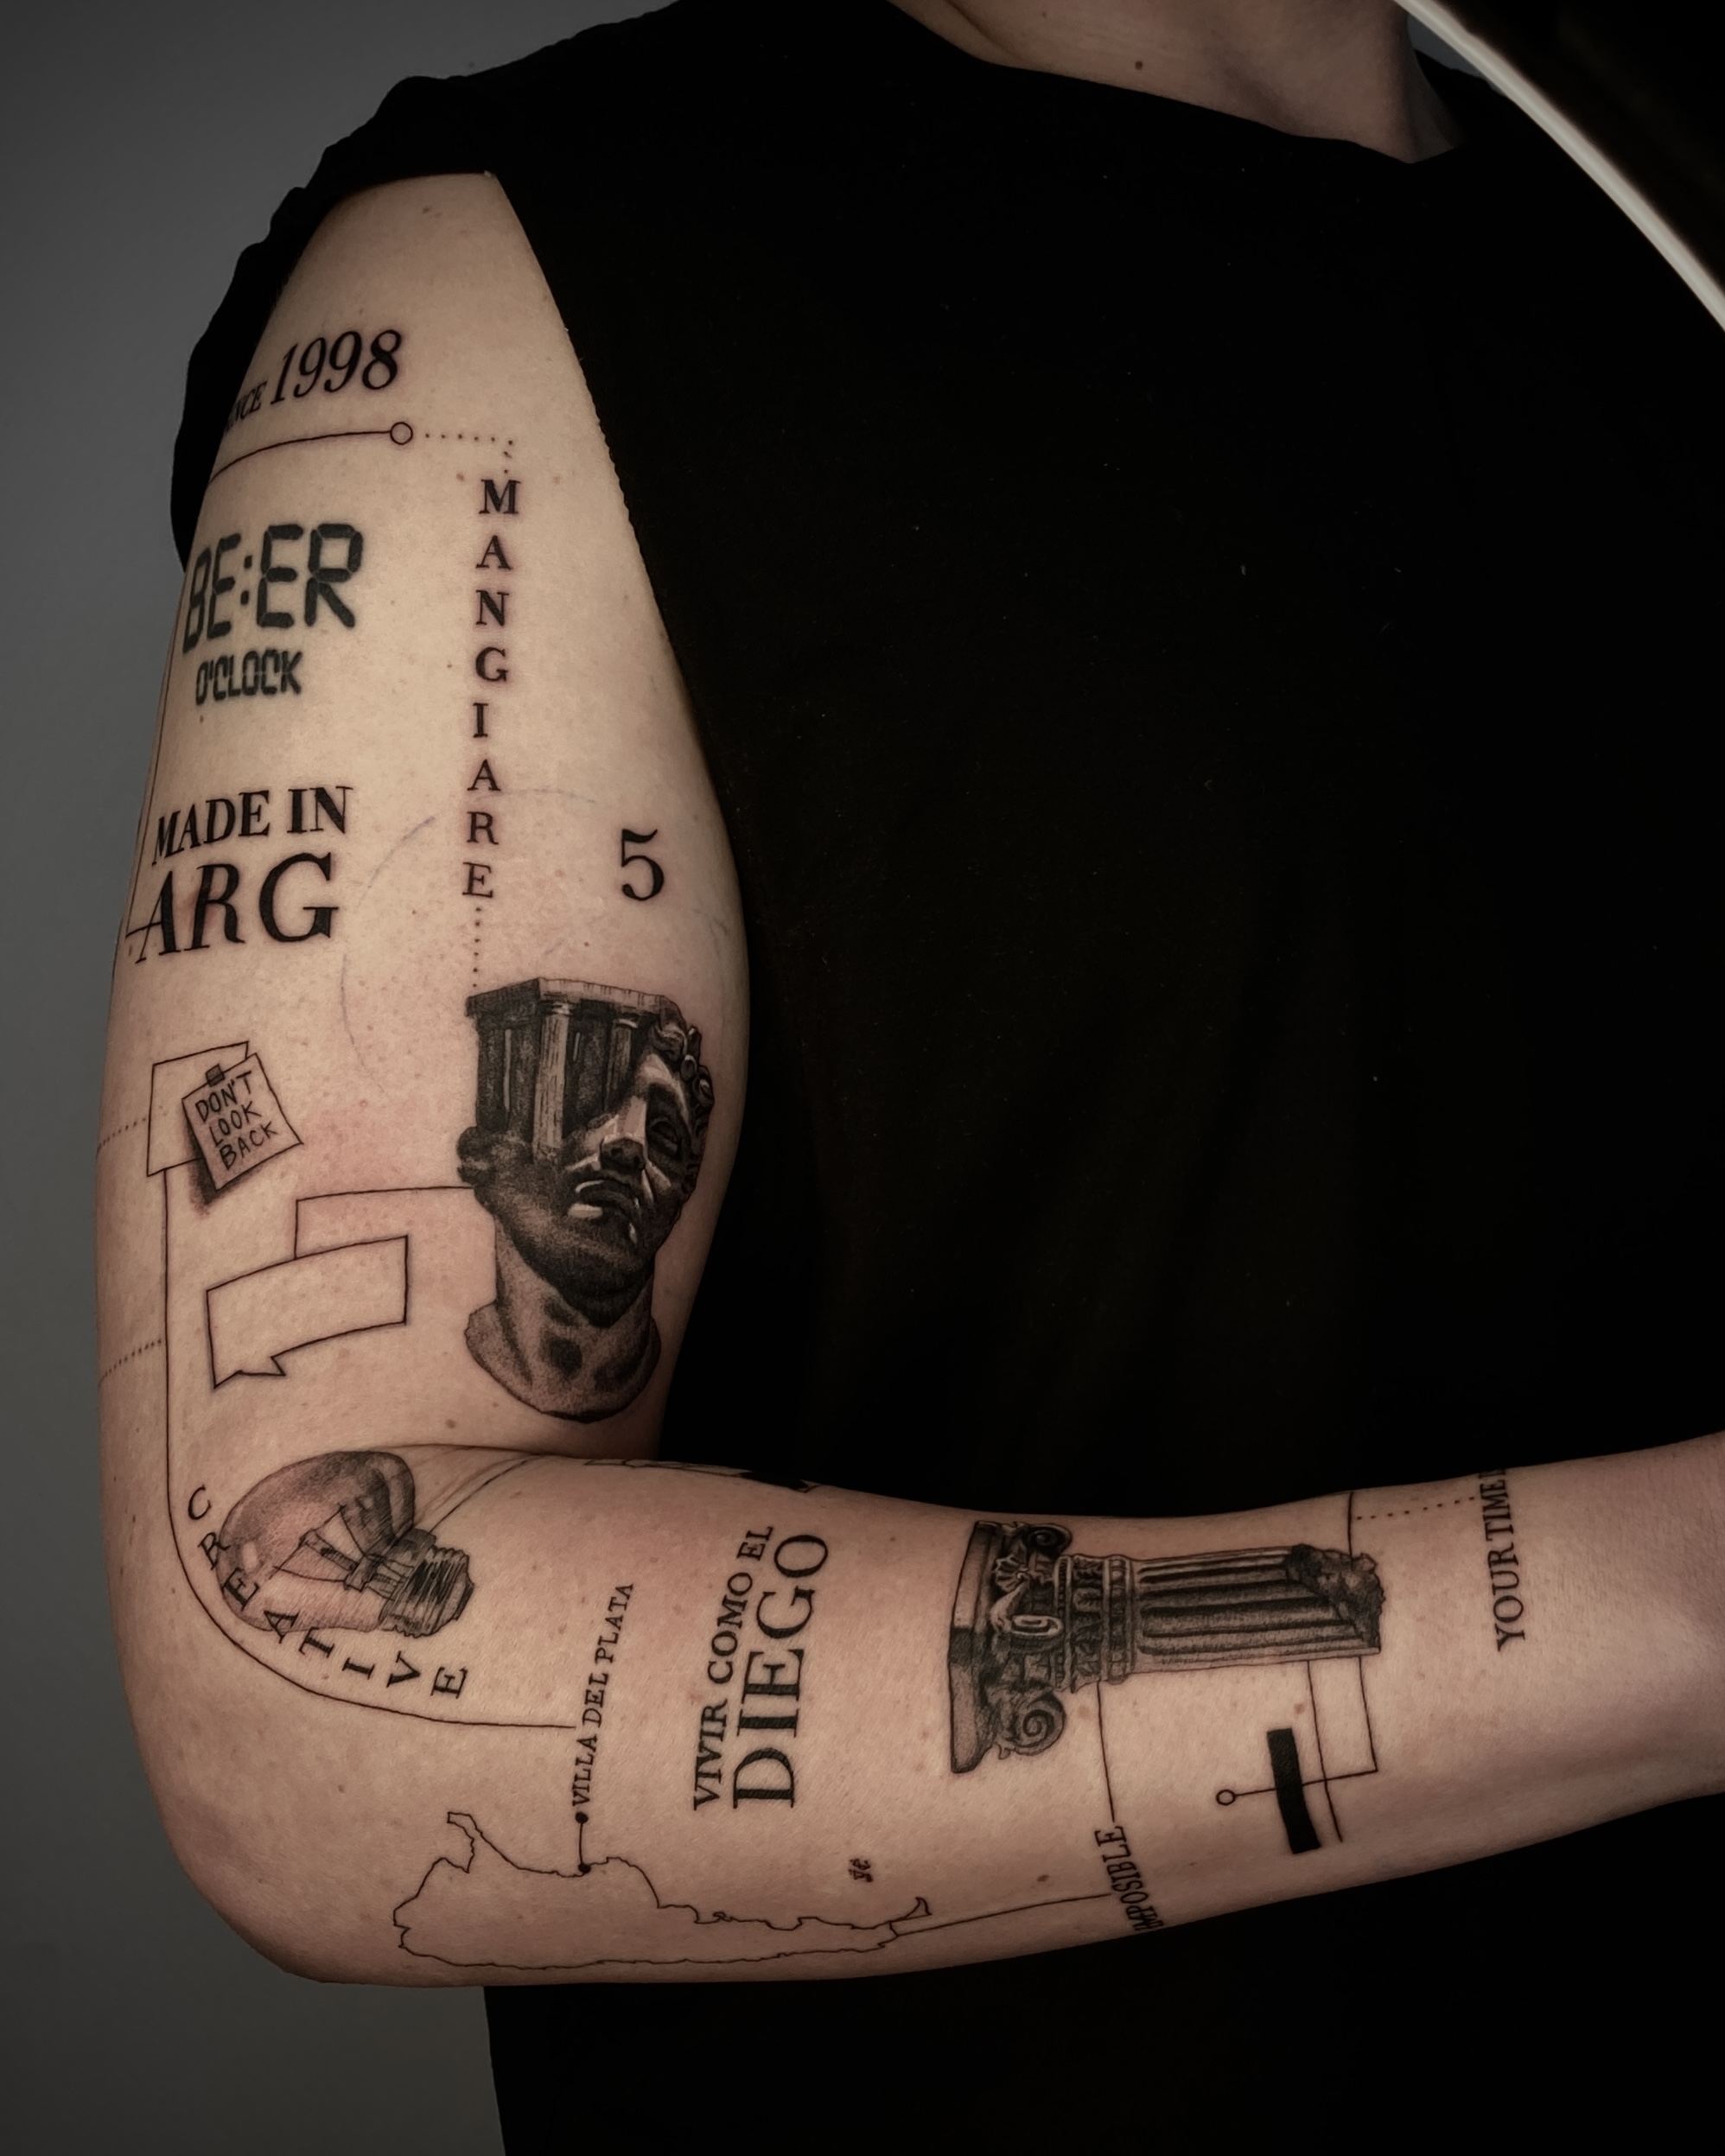 1998
BE:ER
O'CLOCK
MANGIARE
MADE IN
ARG
5
DON'T
LOOK
BACK
CREATIVE
VILLA DEL PLATA
VIVIR COMO EL
DIEGO
IMPOSIBLE
YOUR TIME